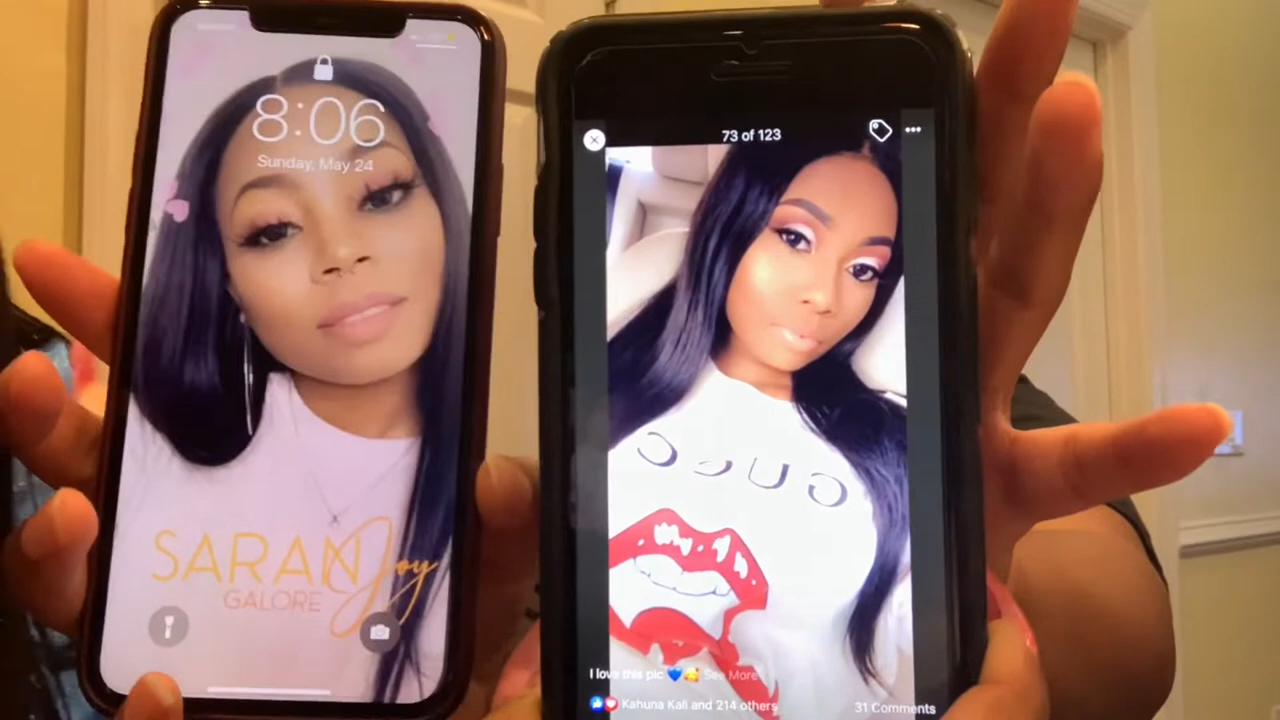 8:06
Sunday, May 24
SARAN Joy
GALORE
73 of 123
GUCC
I love this pic 💙🥰 See More
Kahuna Kali and 214 others
31 Comments